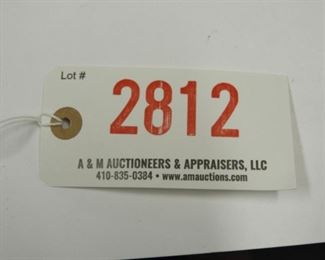 Lot #
2812
A & M AUCTIONEERS & APPRAISERS, LLC
410-835-0384 • www.amauctions.com